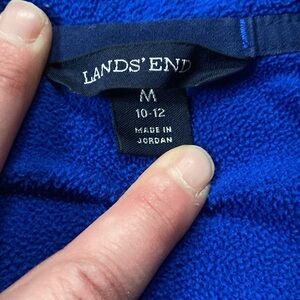 LANDS' END
M
10-12
MADE IN
JORDAN